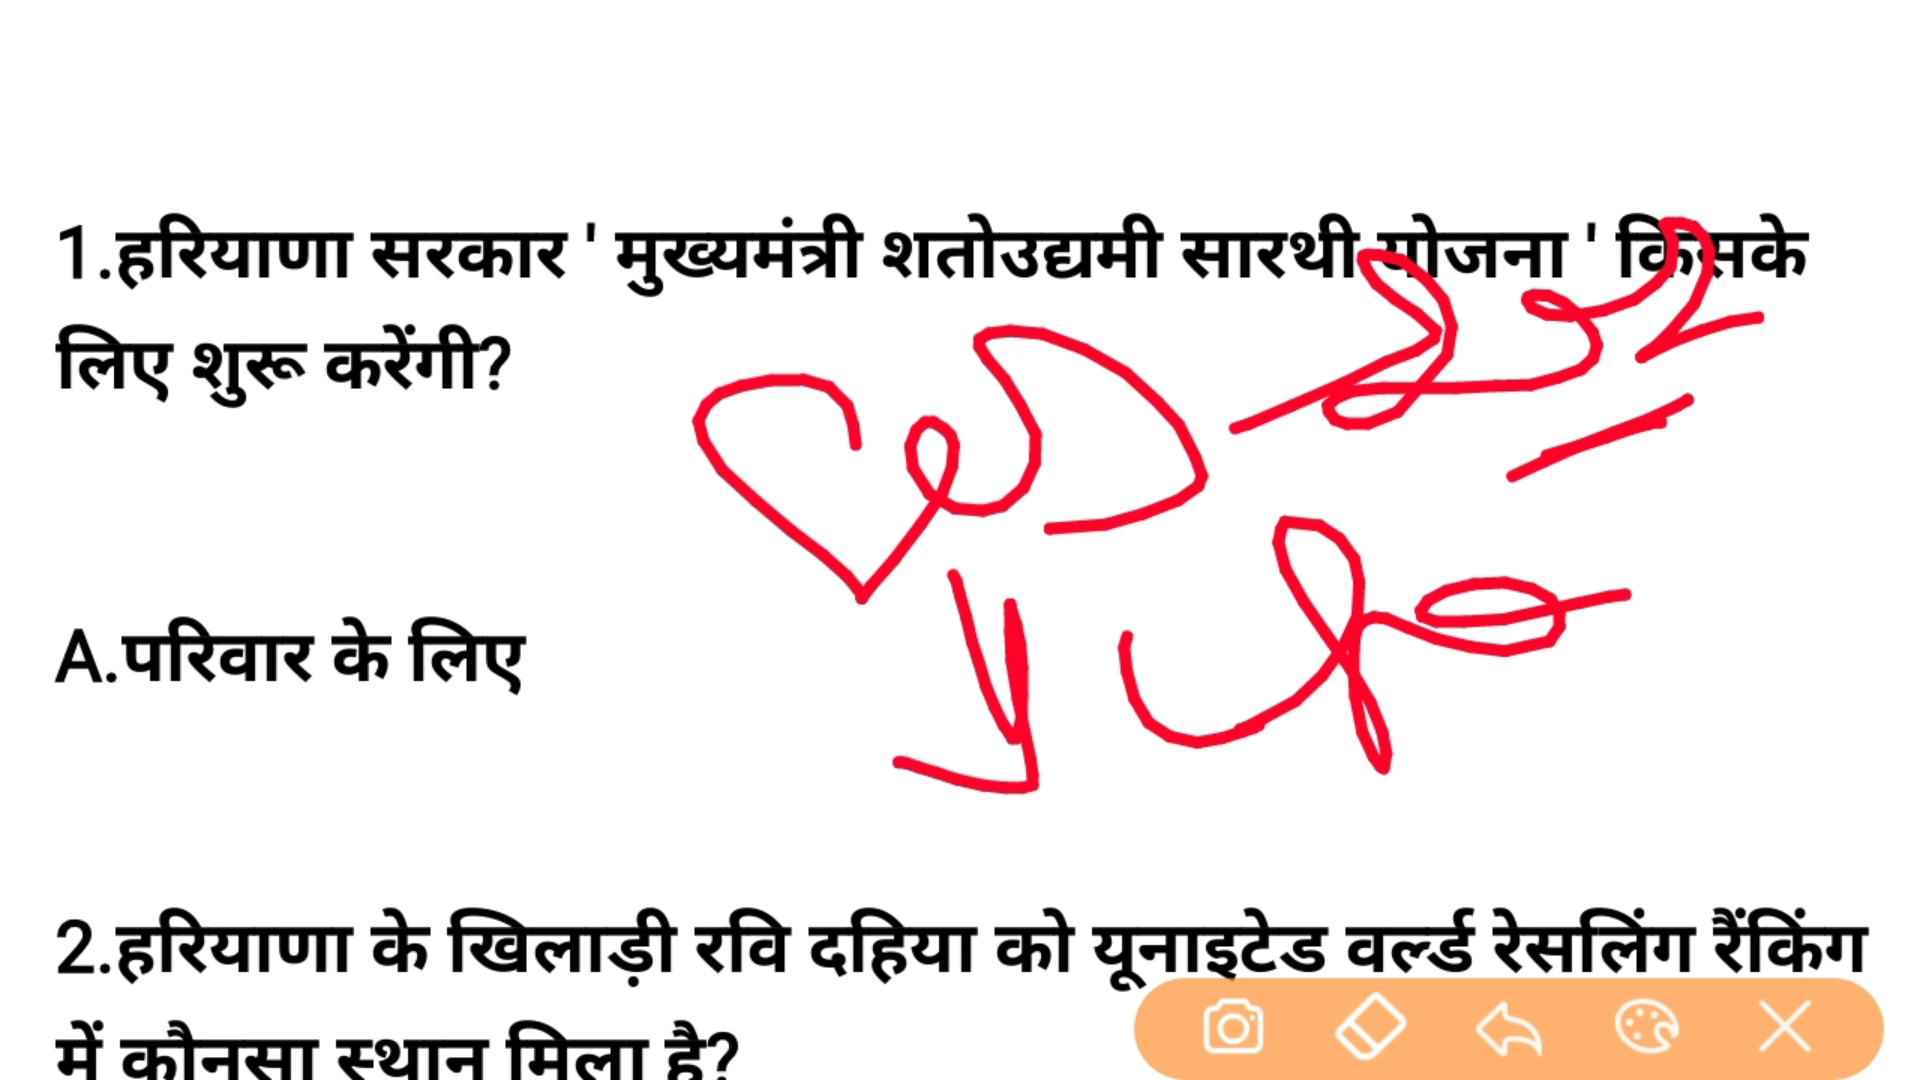 1.हरियाणा सरकार ' मुख्यमंत्री शतोउद्यमी सारथी योजना ' किसके
लिए शुरू करेंगी?
A.परिवार के लिए
2.हरियाणा के खिलाड़ी रवि दहिया को यूनाइटेड वर्ल्ड रेसलिंग रैंकिंग
में कौनसा स्थान मिला है?